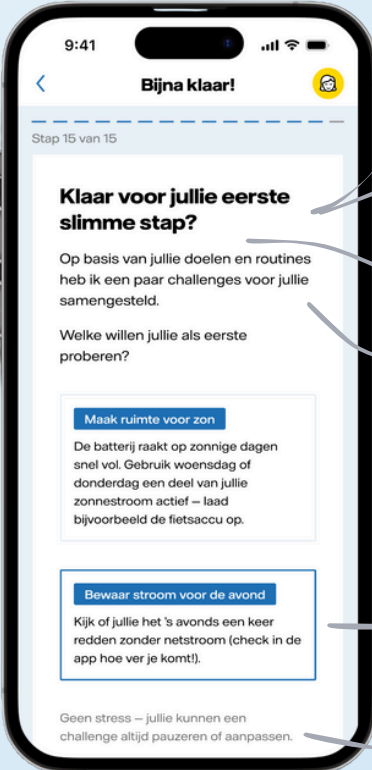 9:41
Bijna klaar!
Stap 15 van 15
Klaar voor jullie eerste
slimme stap?
Op basis van jullie doelen en routines
heb ik een paar challenges voor jullie
samengesteld.
Welke willen jullie als eerste
proberen?
Maak ruimte voor zon
De batterij raakt op zonnige dagen
snel vol. Gebruik woensdag of
donderdag een deel van jullie
zonnestroom actief – laad
bijvoorbeeld de fietsaccu op.
Bewaar stroom voor de avond
Kijk of jullie het 's avonds een keer
redden zonder netstroom (check in de
app hoe ver je komt!).
Geen stress – jullie kunnen een
challenge altijd pauzeren of aanpassen.